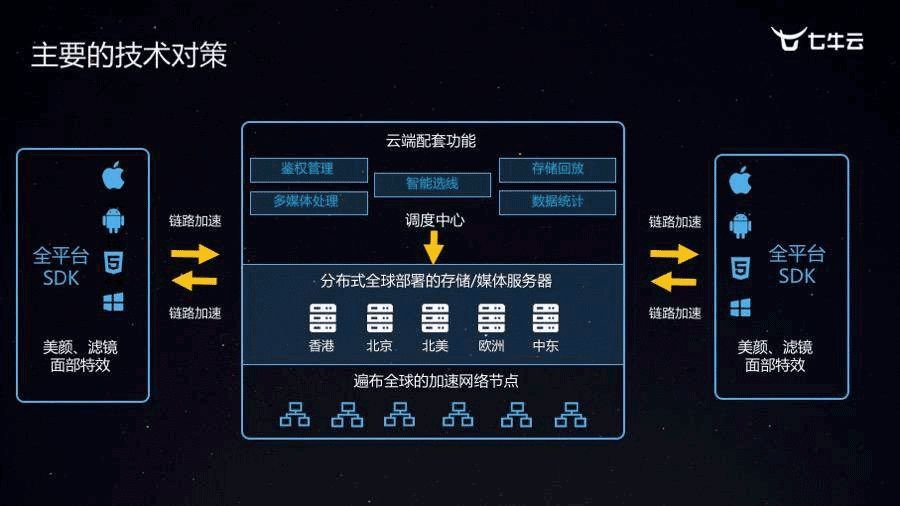 主要的技术对策
七牛云
全平台
SDK
美颜、滤镜
面部特效
链路加速
链路加速
云端配套功能
鉴权管理
多媒体处理
智能选线
存储回放
数据统计
调度中心
分布式全球部署的存储/媒体服务器
香港
北京
北美
欧洲
中东
遍布全球的加速网络节点
链路加速
链路加速
全平台
SDK
美颜、滤镜
面部特效